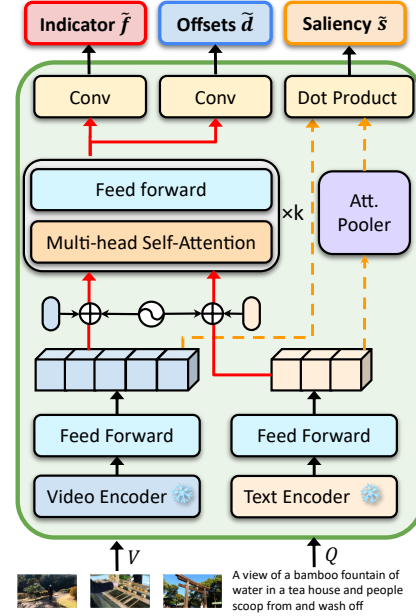 Indicator f̃
Offsets d̃
Saliency s̃
Conv
Conv
Dot Product
Feed forward
Multi-head Self-Attention
×k
Att.
Pooler
Feed Forward
Feed Forward
Video Encoder
Text Encoder
V
Q
A view of a bamboo fountain of
water in a tea house and people
scoop from and wash off